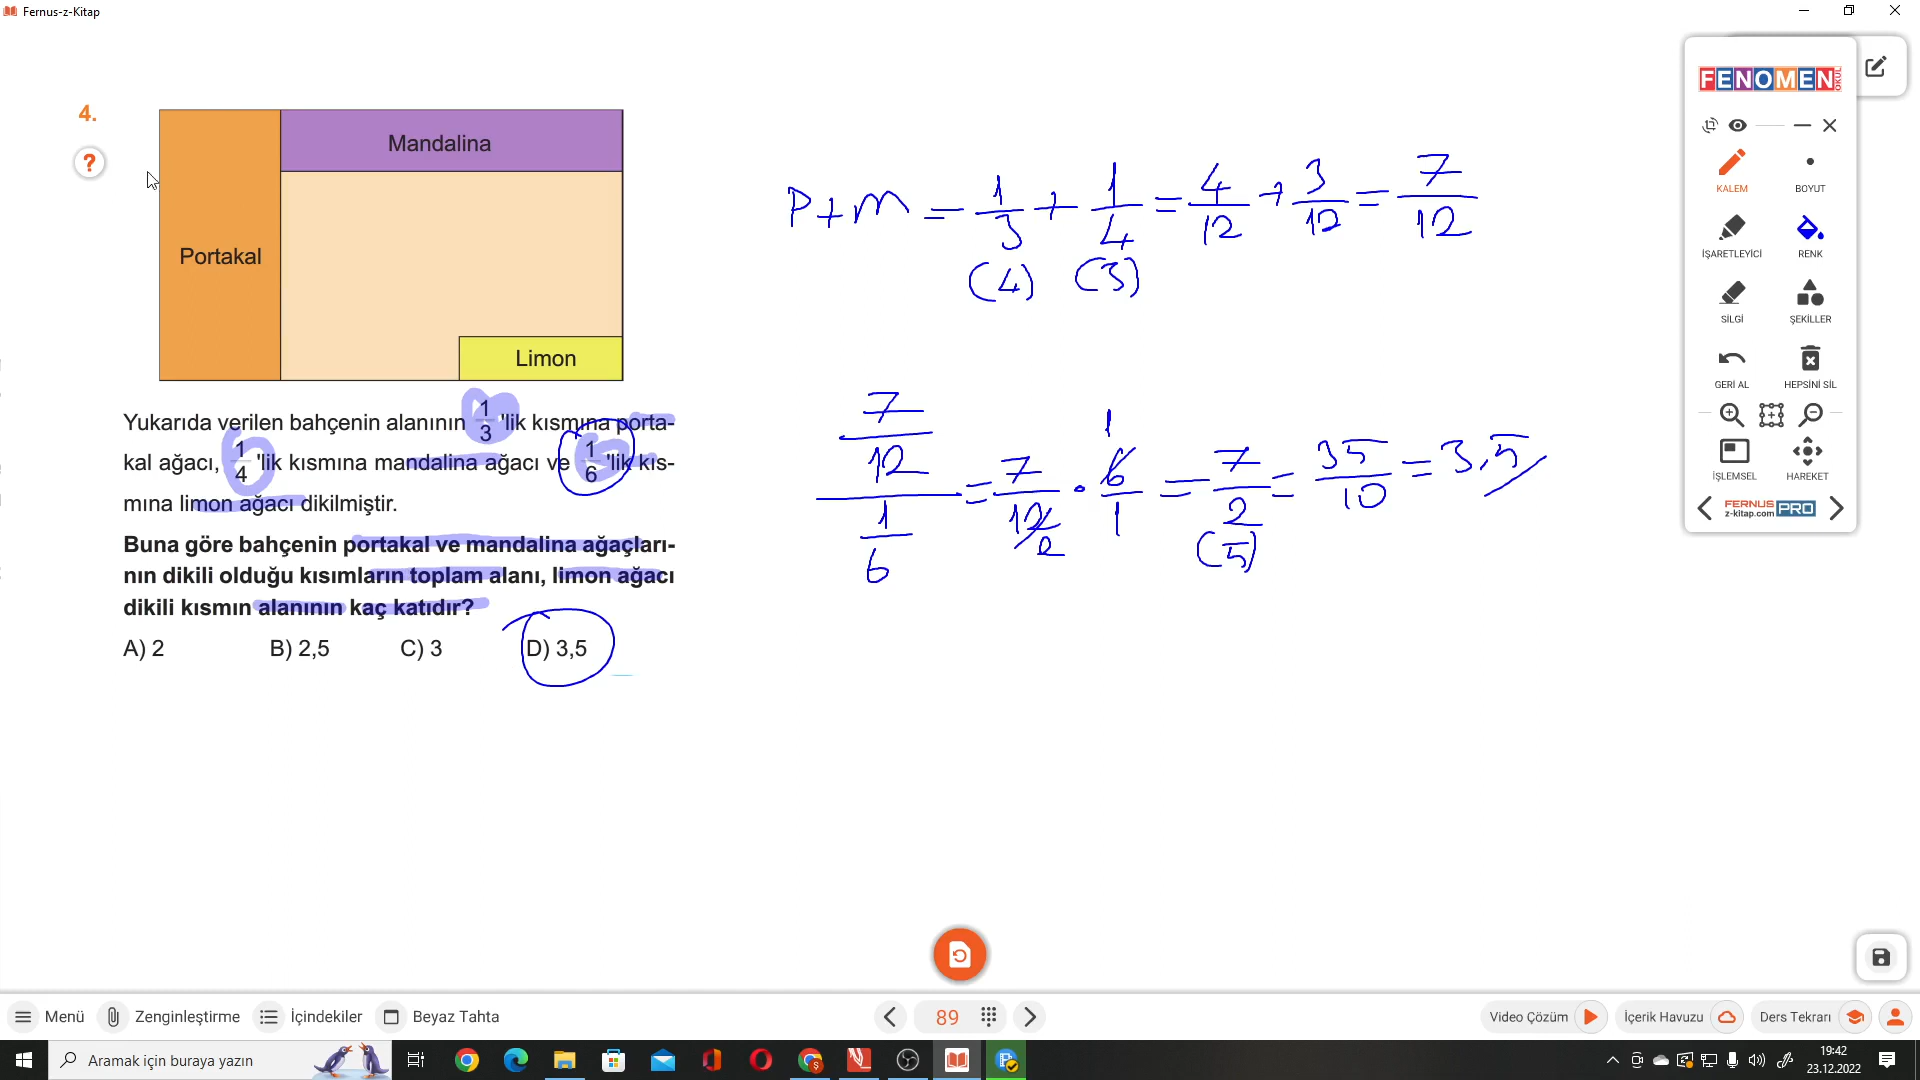 Fernus-z-Kitap
4.
?
Mandalina
Portakal
Limon
Yukarıda verilen bahçenin alanının 1/3 'lik kısmına porta-
kal ağacı, 1/4 'lik kısmına mandalina ağacı ve 1/6 'lik kıs-
mına limon ağacı dikilmiştir.
Buna göre bahçenin portakal ve mandalina ağaçları-
nın dikili olduğu kısımların toplam alanı, limon ağacı
dikili kısmın alanının kaç katıdır?
A) 2 B) 2,5 C) 3 D) 3,5
P+M = 1/3 + 1/4 = 4/12 + 3/12 = 7/12
(4) (3)
7/12 / 1/6 = 7/12 · 6/1 = 7/2 = 35/10 = 3,5
1
2
(5)
FENOMEN OKUL
KALEM BOYUT
İŞARETLEYİCİ RENK
SİLGİ ŞEKİLLER
GERİ AL HEPSİNİ SİL
İŞLEMSEL HAREKET
FERNUS
z-kitap.com PRO
Menü Zenginleştirme İçindekiler Beyaz Tahta 89 Video Çözüm İçerik Havuzu Ders Tekrarı
Aramak için buraya yazın
19:42
23.12.2022